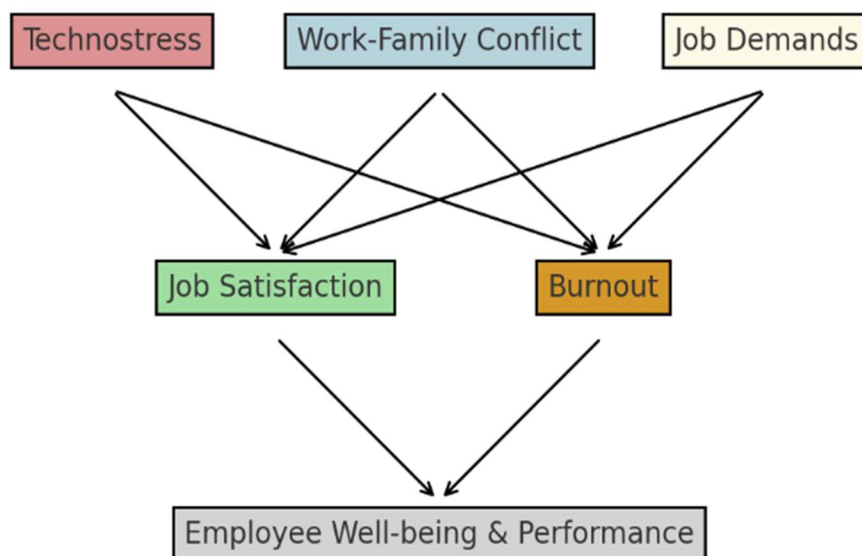 Technostress
Work-Family Conflict
Job Demands
Job Satisfaction
Burnout
Employee Well-being & Performance